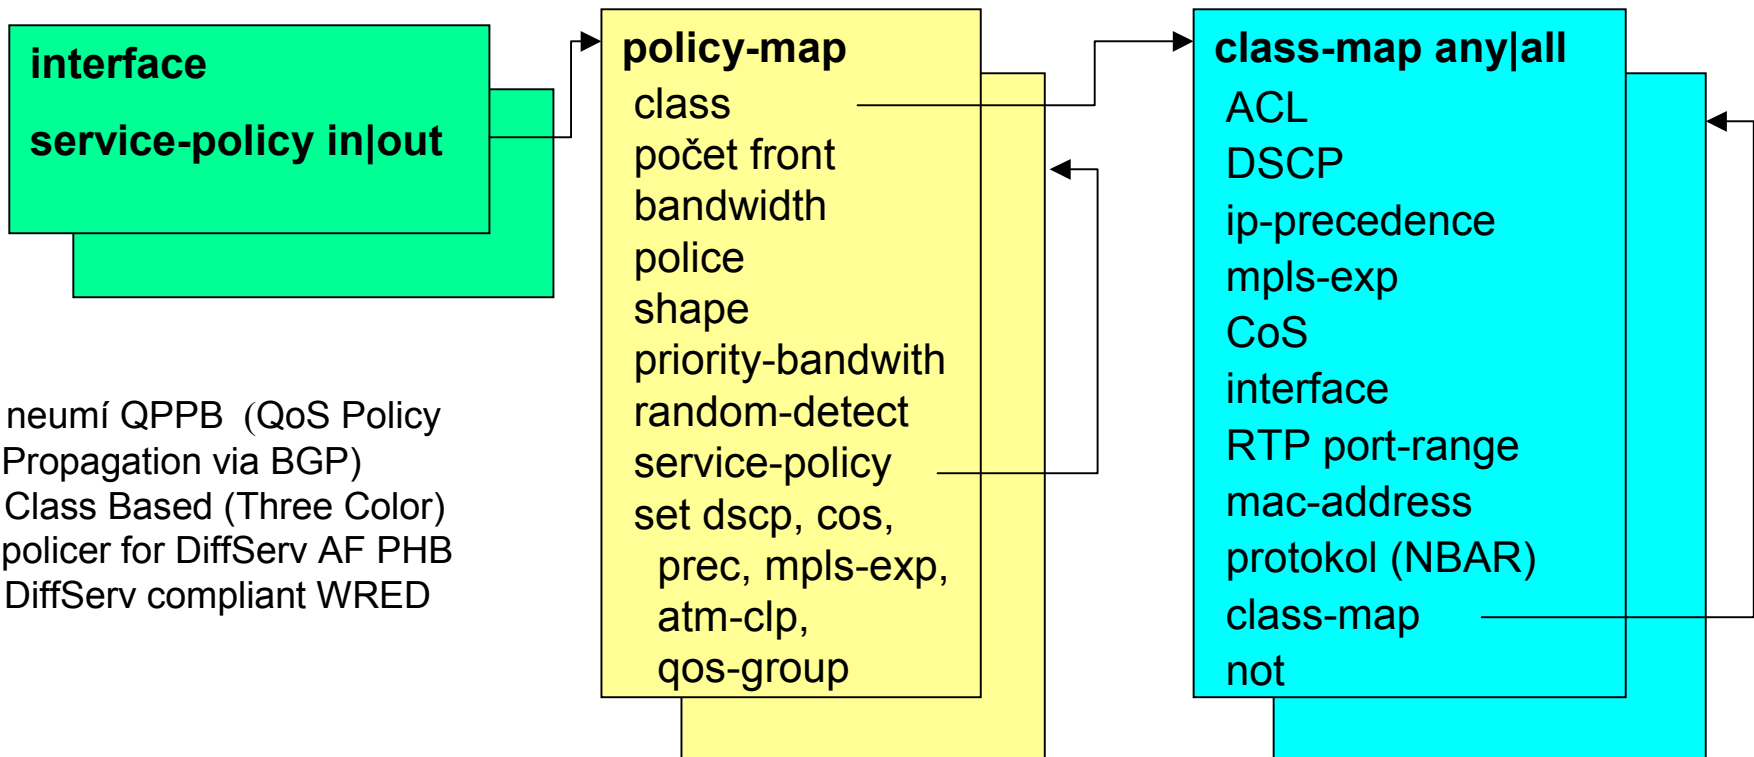 interface
service-policy in|out
neumí QPPB (QoS Policy
Propagation via BGP)
Class Based (Three Color)
policer for DiffServ AF PHB
DiffServ compliant WRED
policy-map
class
počet front
bandwidth
police
shape
priority-bandwith
random-detect
service-policy
set dscp, cos,
prec, mpls-exp,
atm-clp,
qos-group
class-map any|all
ACL
DSCP
ip-precedence
mpls-exp
CoS
interface
RTP port-range
mac-address
protokol (NBAR)
class-map
not